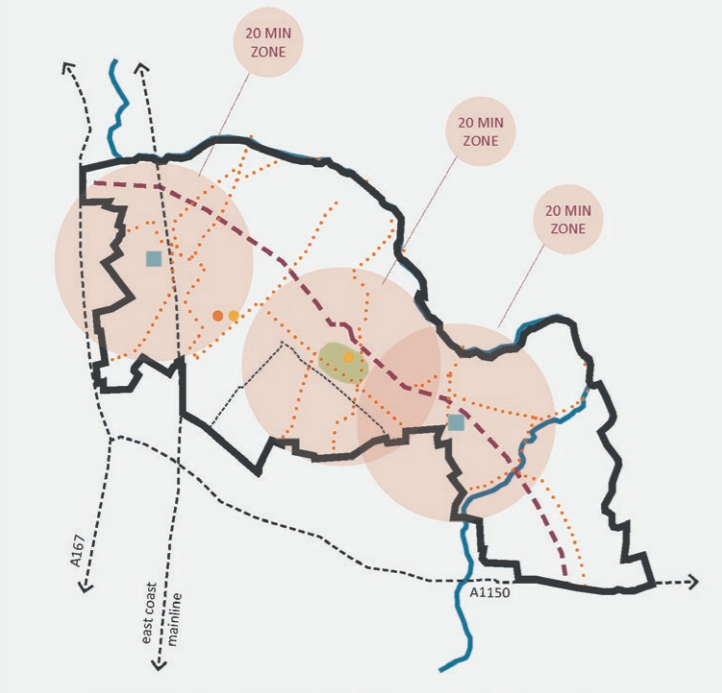 20 MIN
ZONE
20 MIN
ZONE
20 MIN
ZONE
A167
east coast
mainline
A1150